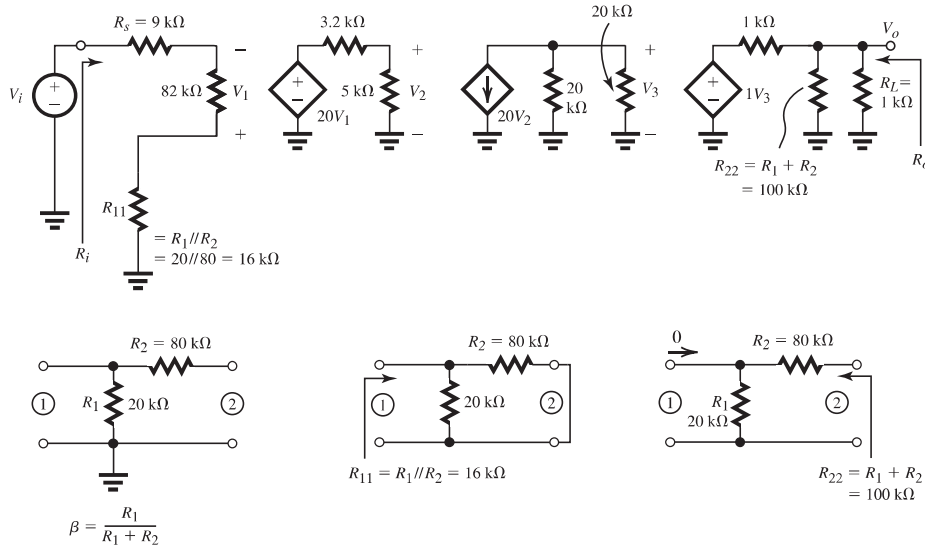 R_s = 9 kΩ
3.2 kΩ
20 kΩ
1 kΩ
V_o
−
+
+
V_i
+
−
82 kΩ
V_1
+
−
5 kΩ
V_2
20
kΩ
V_3
+
−
R_L =
1 kΩ
+
20V_1
−
20V_2
−
1V_3
R_11
R_22 = R_1 + R_2
= 100 kΩ
R_i
= R_1//R_2
= 20//80 = 16 kΩ
R_2 = 80 kΩ
1
R_1
20 kΩ
2
β = R_1 / (R_1 + R_2)
R_2 = 80 kΩ
1
20 kΩ
2
R_11 = R_1//R_2 = 16 kΩ
0
R_2 = 80 kΩ
1
R_1
20 kΩ
2
R_22 = R_1 + R_2
= 100 kΩ